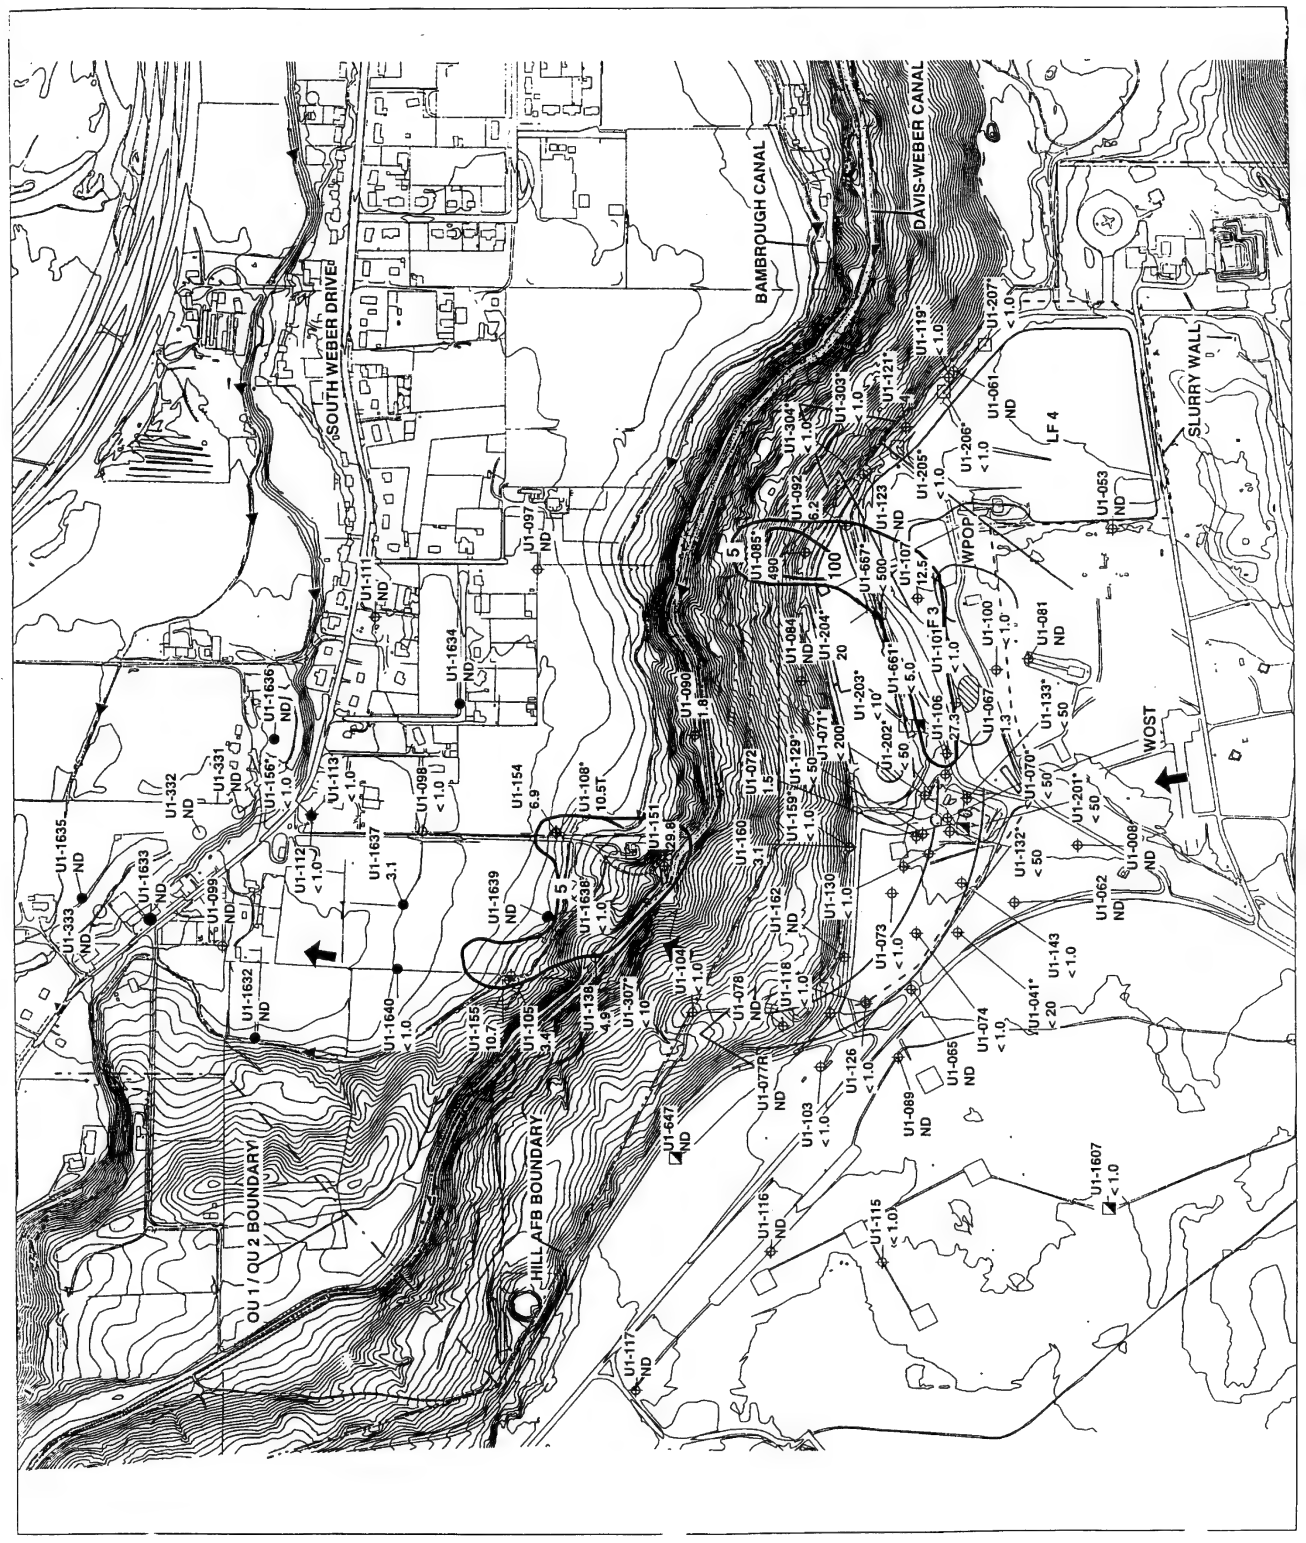 DAVIS-WEBER CANAL
BAMBROUGH CANAL
SOUTH WEBER DRIVE
SLURRY WALL
U1-207*
< 1.0
U1-119*
< 1.0
U1-121*
U1-303*
< 1.0
U1-304*
< 1.0
U1-061
ND
LF 4
U1-206*
< 1.0
U1-205*
< 1.0
U1-123
ND
U1-092
6.2
U1-053
ND
U1-097
ND
5
U1-085*
490
100
U1-667*
< 500
U1-107
12.5
WPOP
U1-111
ND
U1-1634
ND
U1-084
ND
U1-204*
20
U1-661*
< 5.0
U1-101
< 1.0
F 3
U1-100
< 1.0
U1-081
ND
U1-1636
ND
U1-090
1.8
U1-203*
< 10
U1-202*
< 50
U1-106
27.3
U1-067
1.3
U1-133*
< 50
WOST
U1-332
ND
U1-331
ND
U1-156*
< 1.0
U1-113*
< 1.0
U1-098
< 1.0
U1-154
6.9
U1-108*
10.5T
U1-072
1.5
U1-129*
< 50
U1-071*
< 200
U1-070*
< 50
U1-201*
< 50
U1-1635
ND
U1-1633
ND
U1-112
< 1.0
U1-1637
3.1
U1-151
29.8
U1-160
3.1
U1-159*
< 1.0
U1-132*
< 50
U1-008
ND
U1-333
ND
U1-099
ND
U1-1639
ND
5
U1-1638
< 1.0
U1-162
ND
U1-130
< 1.0
U1-062
ND
U1-073
< 1.0
U1-143
< 1.0
U1-1632
ND
U1-1640
< 1.0
U1-155
10.7
U1-105
3.4
U1-138
4.9
U1-307*
< 10
U1-104
< 1.0
U1-078
ND
U1-118
< 1.0
U1-041*
< 20
U1-074
< 1.0
U1-077R
ND
U1-126
< 1.0
U1-065
ND
U1-103
< 1.0
U1-089
ND
U1-647
ND
HILL AFB BOUNDARY
OU 1 / OU 2 BOUNDARY
U1-116
ND
U1-115
< 1.0
U1-1607
< 1.0
U1-117
ND